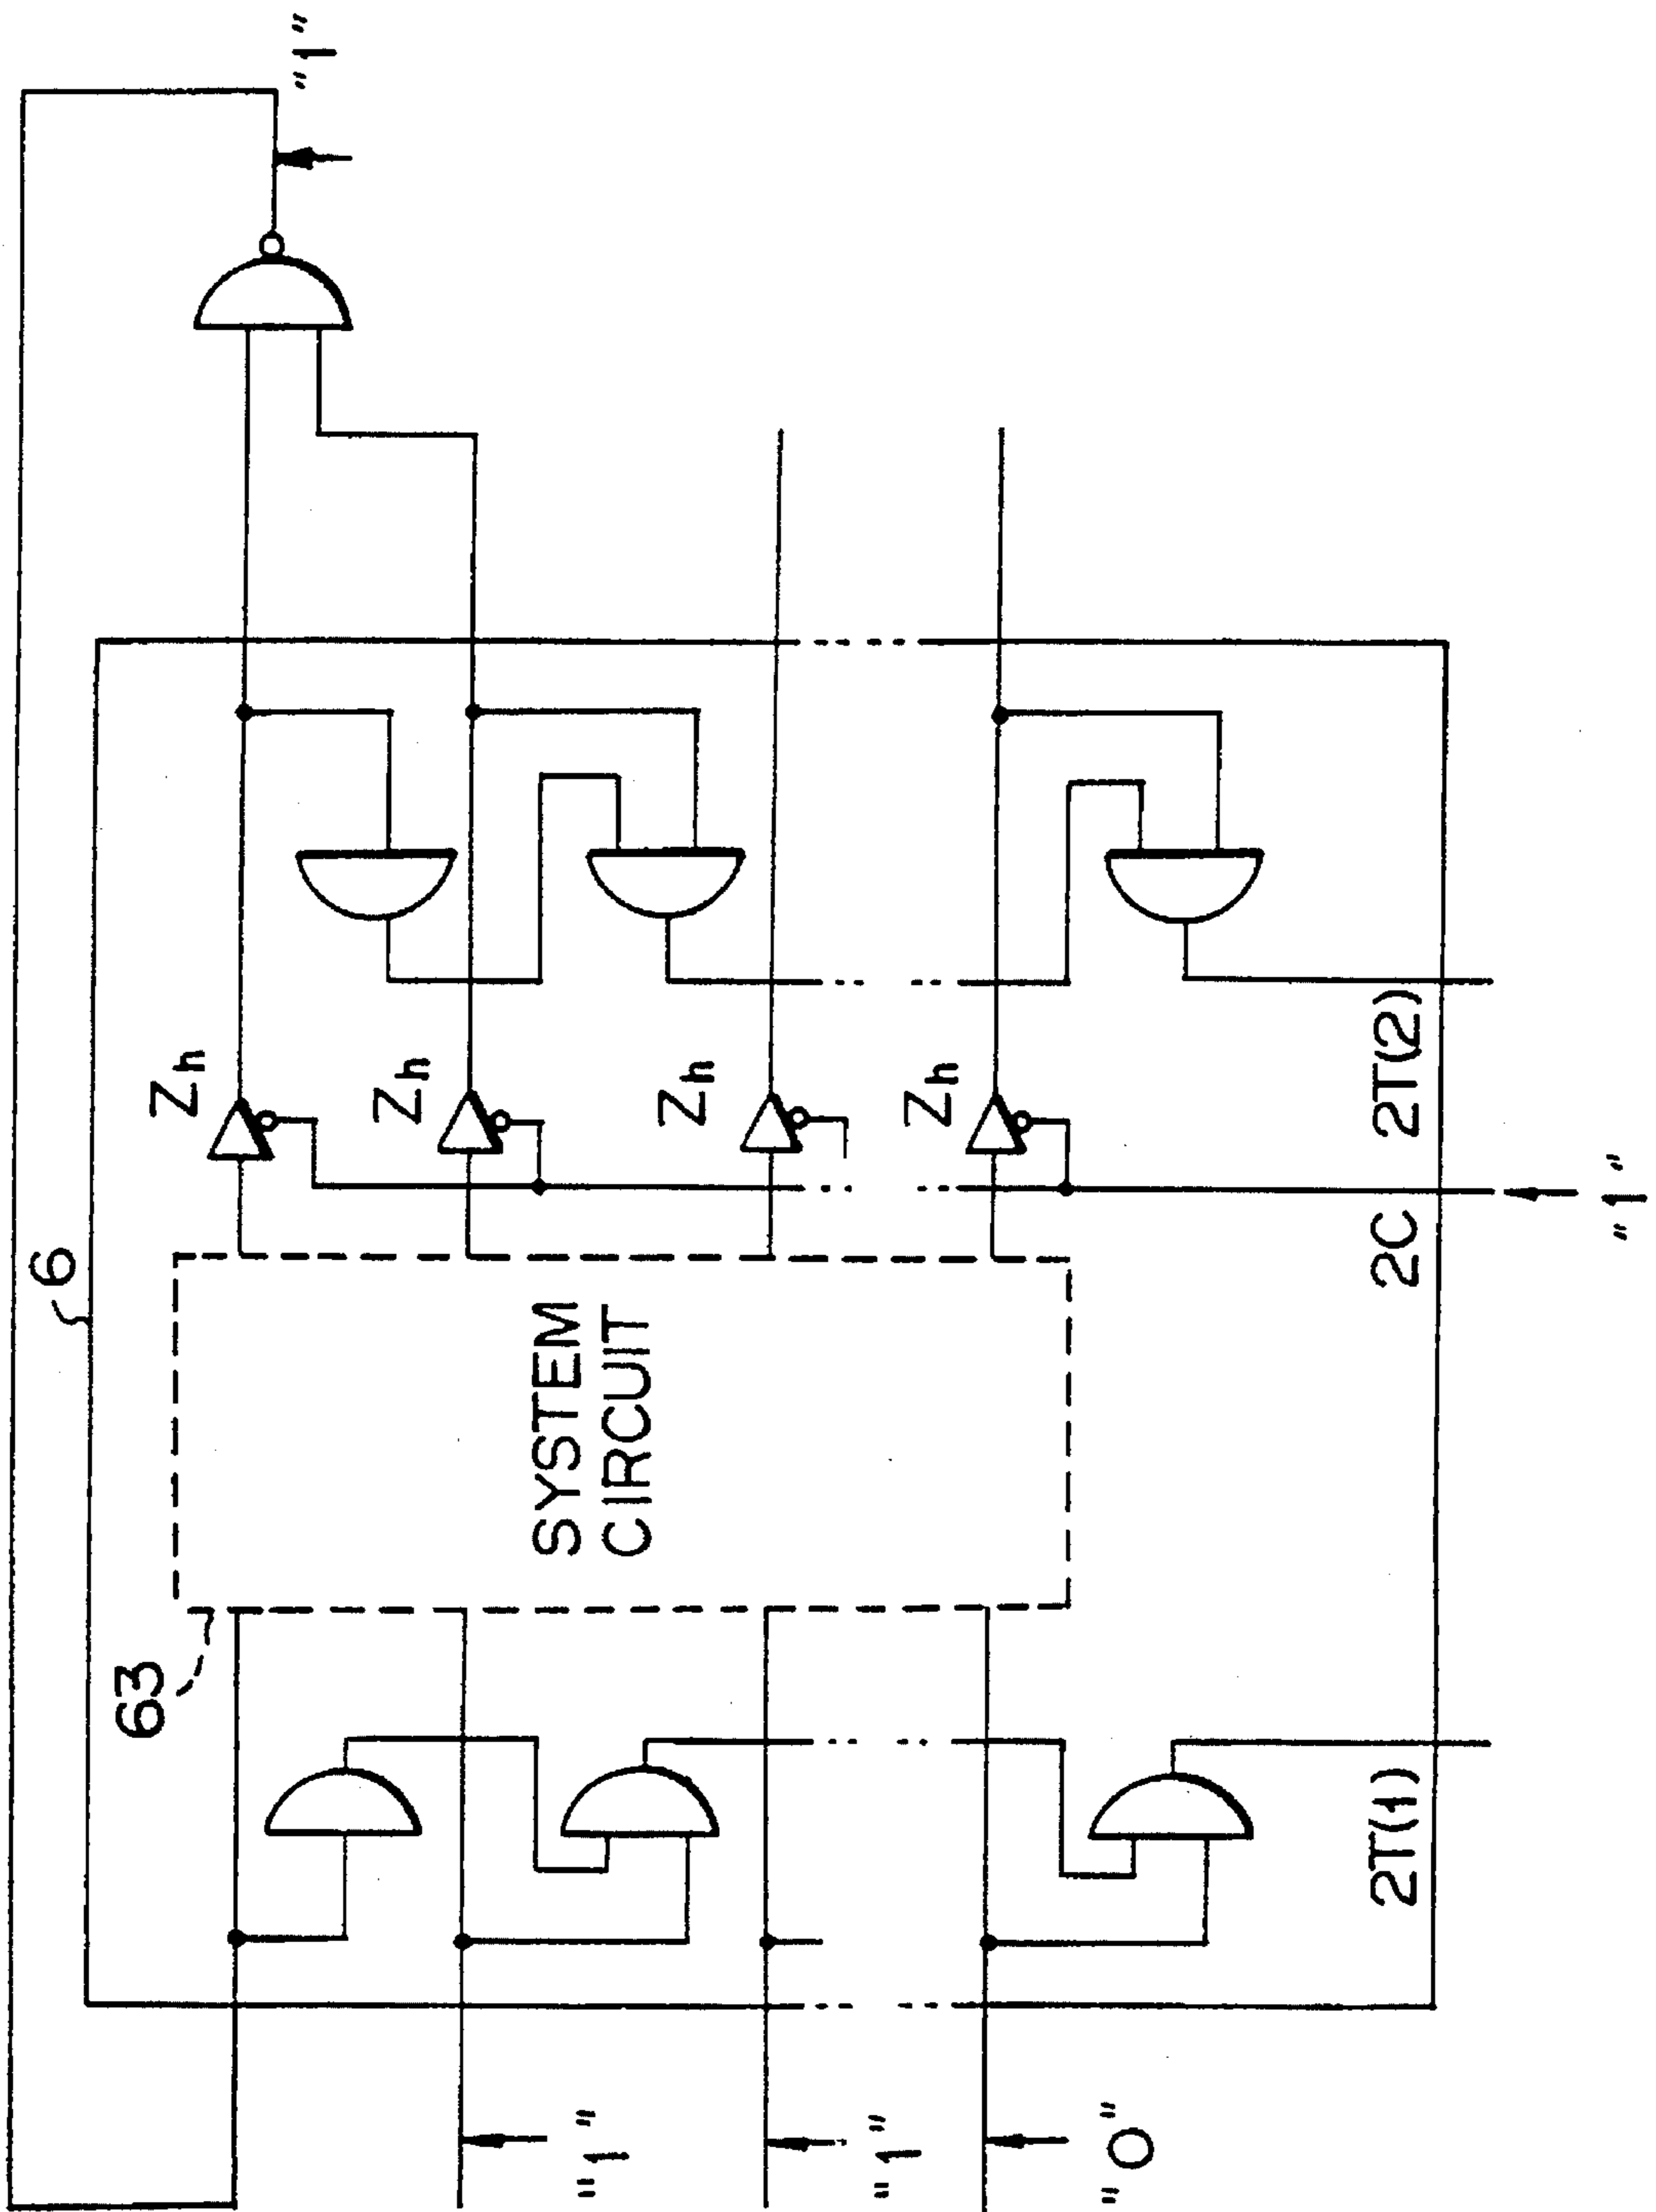 6
63
SYSTEM
CIRCUIT
Zh
Zh
Zh
Zh
"1"
"1"
"1"
"0"
2T(1)
2C
2T(2)
"1"